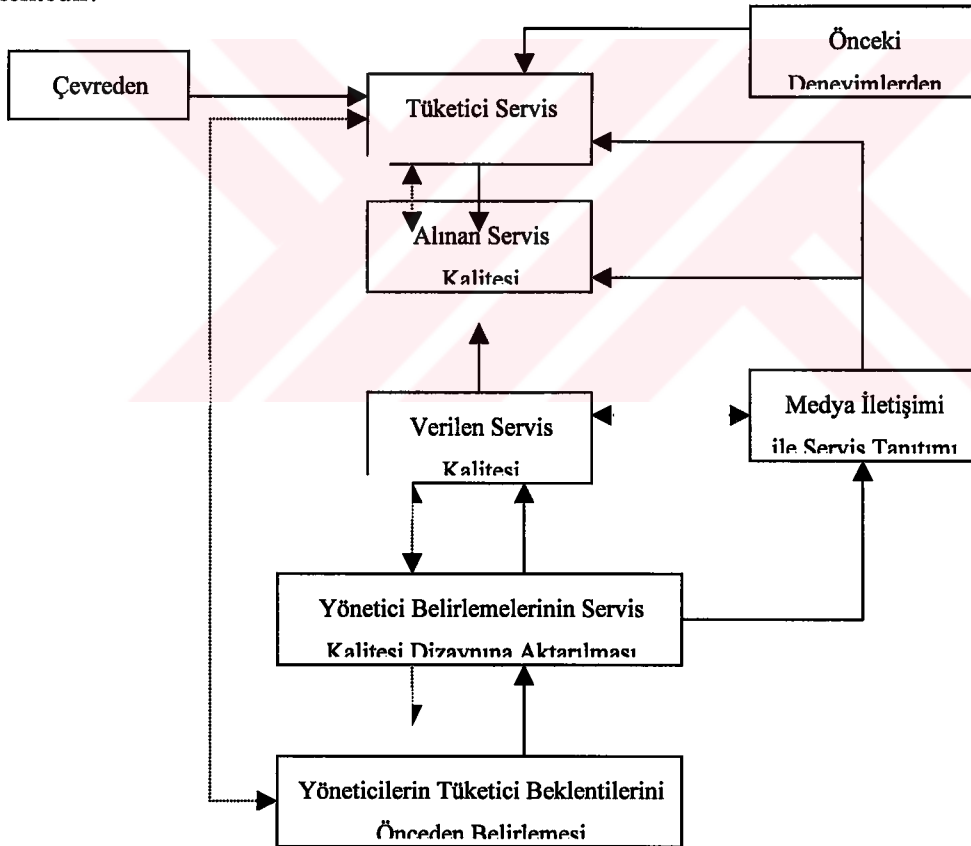 Önceki
Deneyimlerden
Çevreden
Tüketici Servis
Alınan Servis
Kalitesi
Verilen Servis
Kalitesi
Medya İletişimi
ile Servis Tanıtımı
Yönetici Belirlemelerinin Servis
Kalitesi Dizaynına Aktarılması
Yöneticilerin Tüketici Beklentilerini
Önceden Belirlemesi